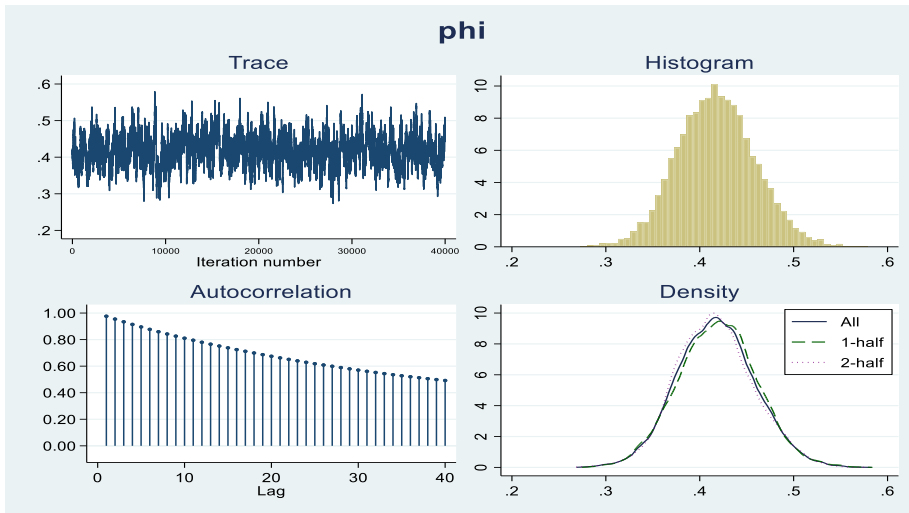 phi
Trace
.6
.5
.4
.3
.2
0 10000 20000 30000 40000
Iteration number
Histogram
10
8
6
4
2
0
.2 .3 .4 .5 .6
Autocorrelation
1.00
0.80
0.60
0.40
0.20
0.00
0 10 20 30 40
Lag
Density
10
8
6
4
2
0
.2 .3 .4 .5 .6
All
1-half
2-half